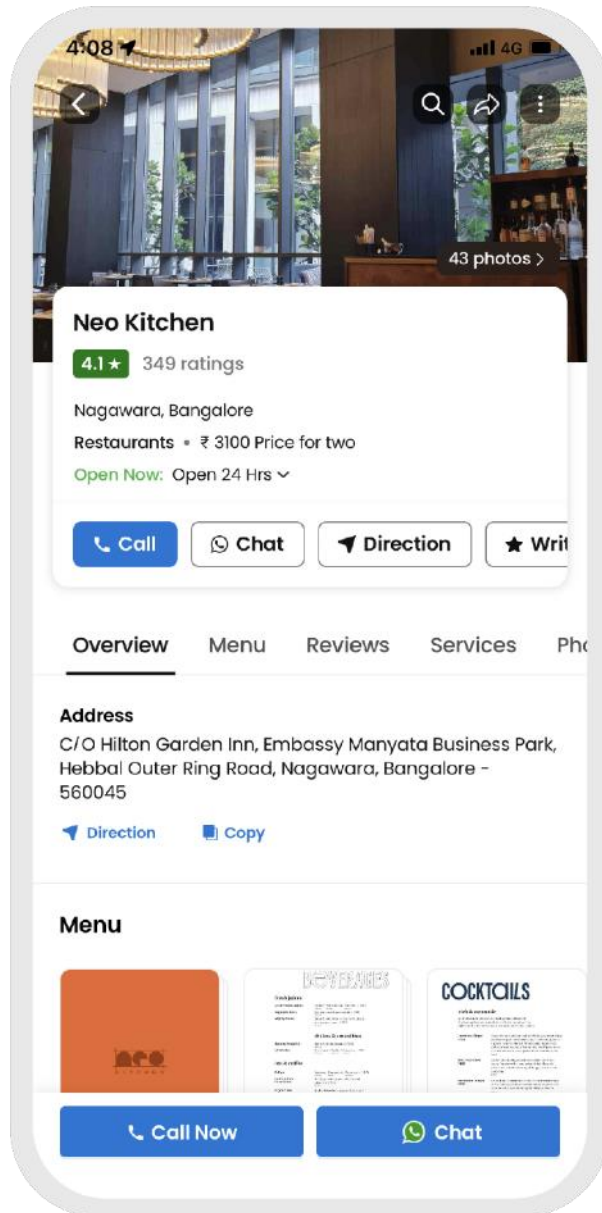 4:08
4G
43 photos >
Neo Kitchen
4.1 ★ 349 ratings
Nagawara, Bangalore
Restaurants • ₹ 3100 Price for two
Open Now: Open 24 Hrs
Call Chat Direction ★ Writ
Overview Menu Reviews Services Pho
Address
C/O Hilton Garden Inn, Embassy Manyata Business Park,
Hebbal Outer Ring Road, Nagawara, Bangalore -
560045
Direction Copy
Menu
neo
KITCHEN
BEVERAGES
COCKTAILS
Call Now Chat